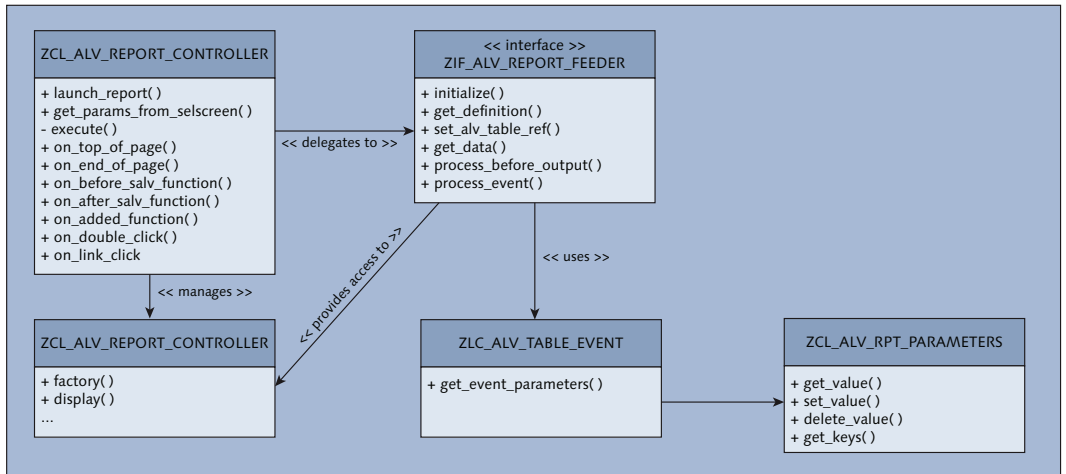 ZCL_ALV_REPORT_CONTROLLER
+ launch_report( )
+ get_params_from_selscreen( )
- execute( )
+ on_top_of_page( )
+ on_end_of_page( )
+ on_before_salv_function( )
+ on_after_salv_function( )
+ on_added_function( )
+ on_double_click( )
+ on_link_click
<< delegates to >>
<< interface >>
ZIF_ALV_REPORT_FEEDER
+ initialize( )
+ get_definition( )
+ set_alv_table_ref( )
+ get_data( )
+ process_before_output( )
+ process_event( )
<< manages >>
<< provides access to >>
<< uses >>
ZCL_ALV_REPORT_CONTROLLER
+ factory( )
+ display( )
...
ZLC_ALV_TABLE_EVENT
+ get_event_parameters( )
ZCL_ALV_RPT_PARAMETERS
+ get_value( )
+ set_value( )
+ delete_value( )
+ get_keys( )